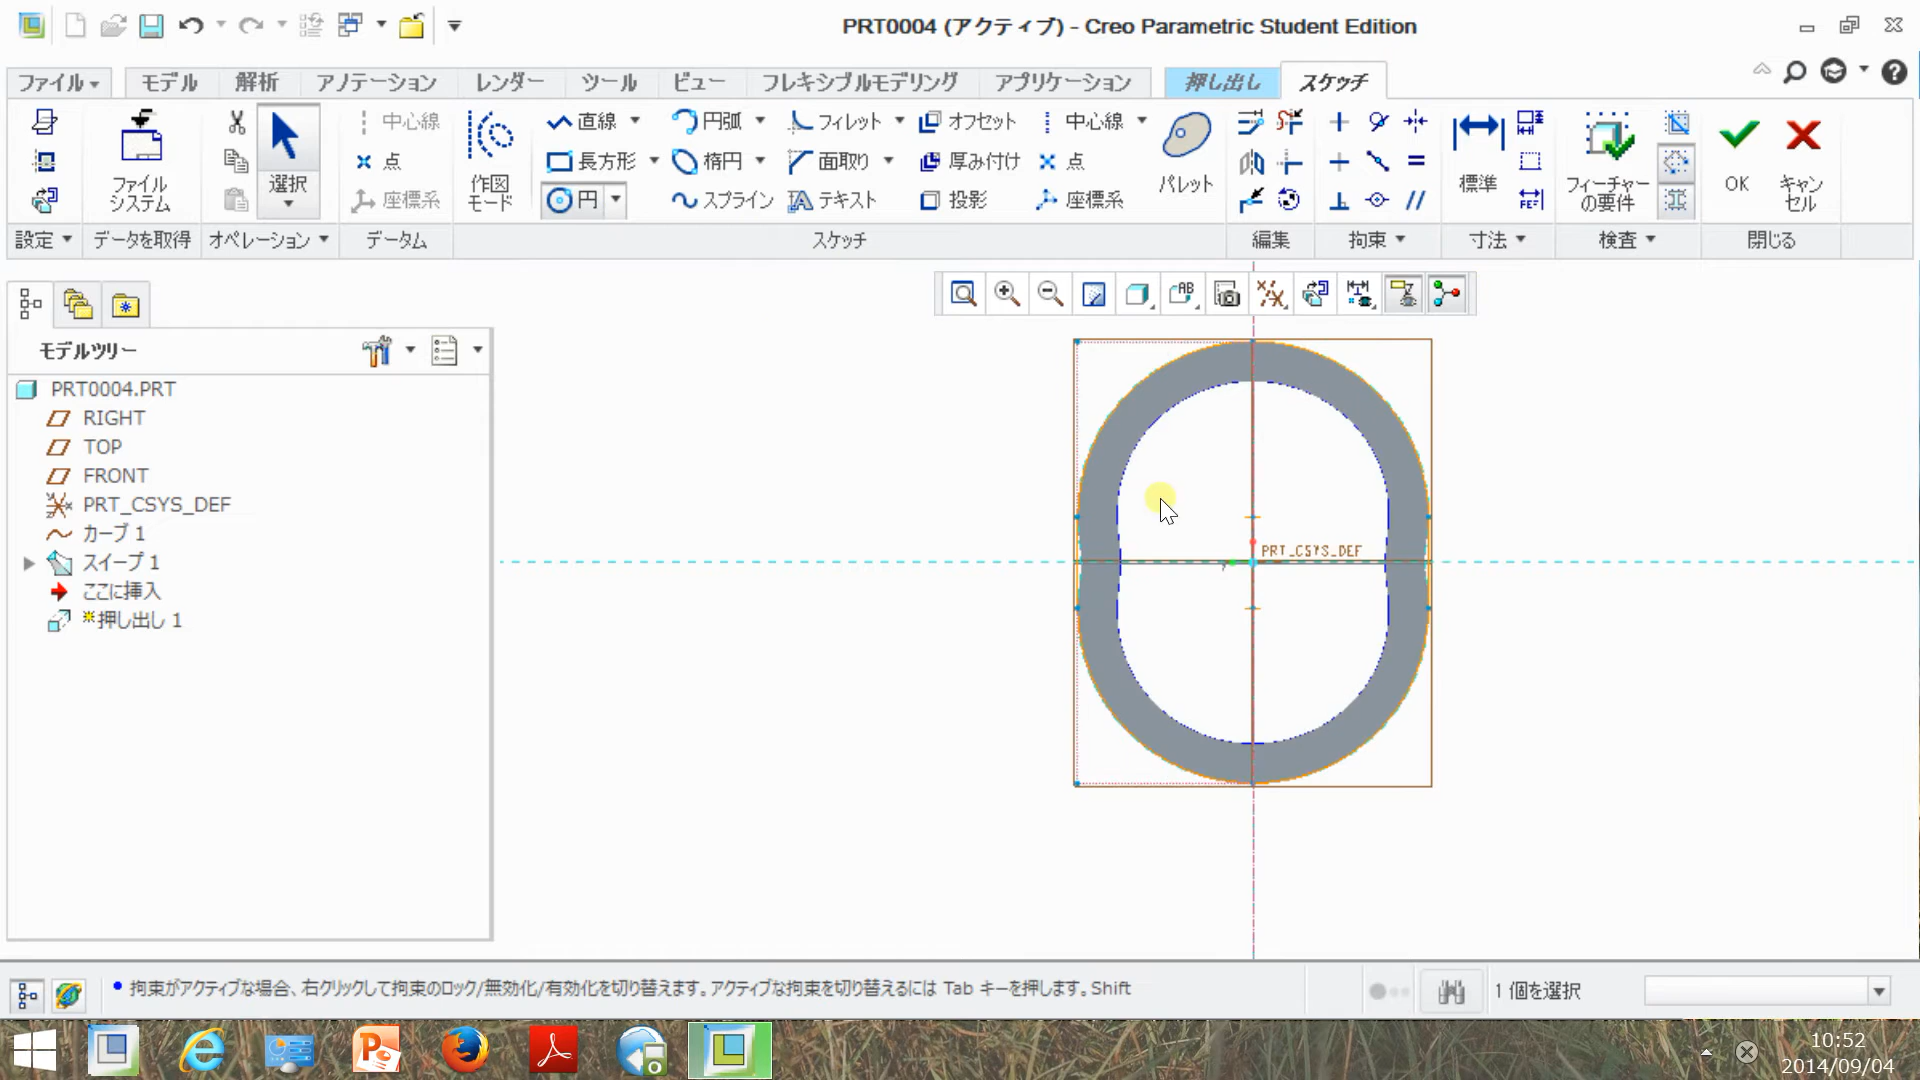 PRT0004 (アクティブ) - Creo Parametric Student Edition
ファイル モデル 解析 アノテーション レンダー ツール ビュー フレキシブルモデリング アプリケーション 押し出し スケッチ
ファイル
システム
選択
中心線
点
座標系
作図
モード
直線 円弧 フィレット オフセット 中心線
長方形 楕円 面取り 厚み付け 点
円 スプライン テキスト 投影 座標系
パレット
標準
フィーチャー
の要件
OK
キャン
セル
設定 データを取得 オペレーション データム スケッチ 編集 拘束 寸法 検査 閉じる
モデルツリー
PRT0004.PRT
RIGHT
TOP
FRONT
PRT_CSYS_DEF
カーブ 1
スイープ 1
ここに挿入
押し出し 1
PRT_CSYS_DEF
拘束がアクティブな場合、右クリックして拘束のロック/無効化/有効化を切り替えます。アクティブな拘束を切り替えるには Tab キーを押します。Shift
1 個を選択
10:52
2014/09/04